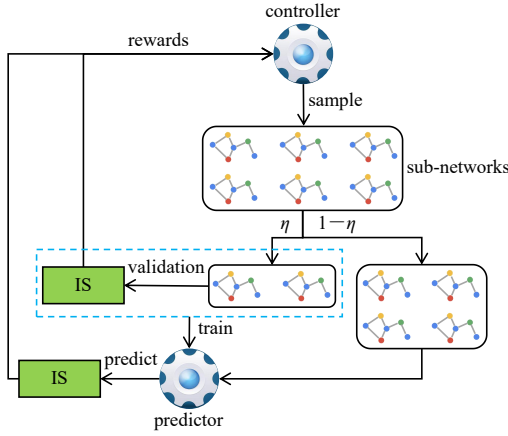 controller
rewards
sample
sub-networks
η
1−η
validation
IS
train
predict
IS
predictor